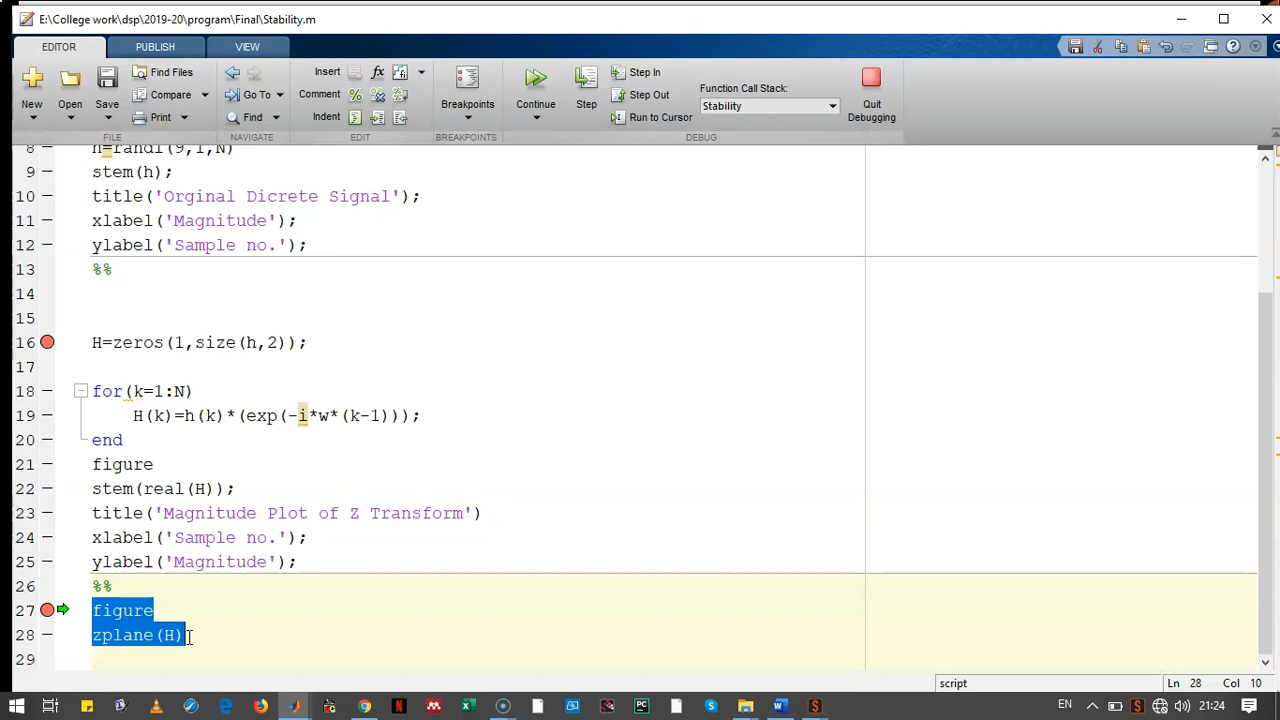 E:\College work\dsp\2019-20\program\Final\Stability.m
EDITOR PUBLISH VIEW
New Open Save
Find Files
Compare
Print
FILE
Go To
Find
NAVIGATE
Insert fx
Comment
Indent
EDIT
Breakpoints
BREAKPOINTS
Continue
Step
Step In
Step Out
Run to Cursor
Function Call Stack:
Stability
DEBUG
Quit Debugging
8 h=randi(9,1,N)
9 stem(h);
10 title('Orginal Dicrete Signal');
11 xlabel('Magnitude');
12 ylabel('Sample no.');
13 %%
14
15
16 H=zeros(1,size(h,2));
17
18 for(k=1:N)
19 H(k)=h(k)*(exp(-i*w*(k-1)));
20 end
21 figure
22 stem(real(H));
23 title('Magnitude Plot of Z Transform')
24 xlabel('Sample no.');
25 ylabel('Magnitude');
26 %%
27 figure
28 zplane(H)
29
script Ln 28 Col 10
EN 21:24